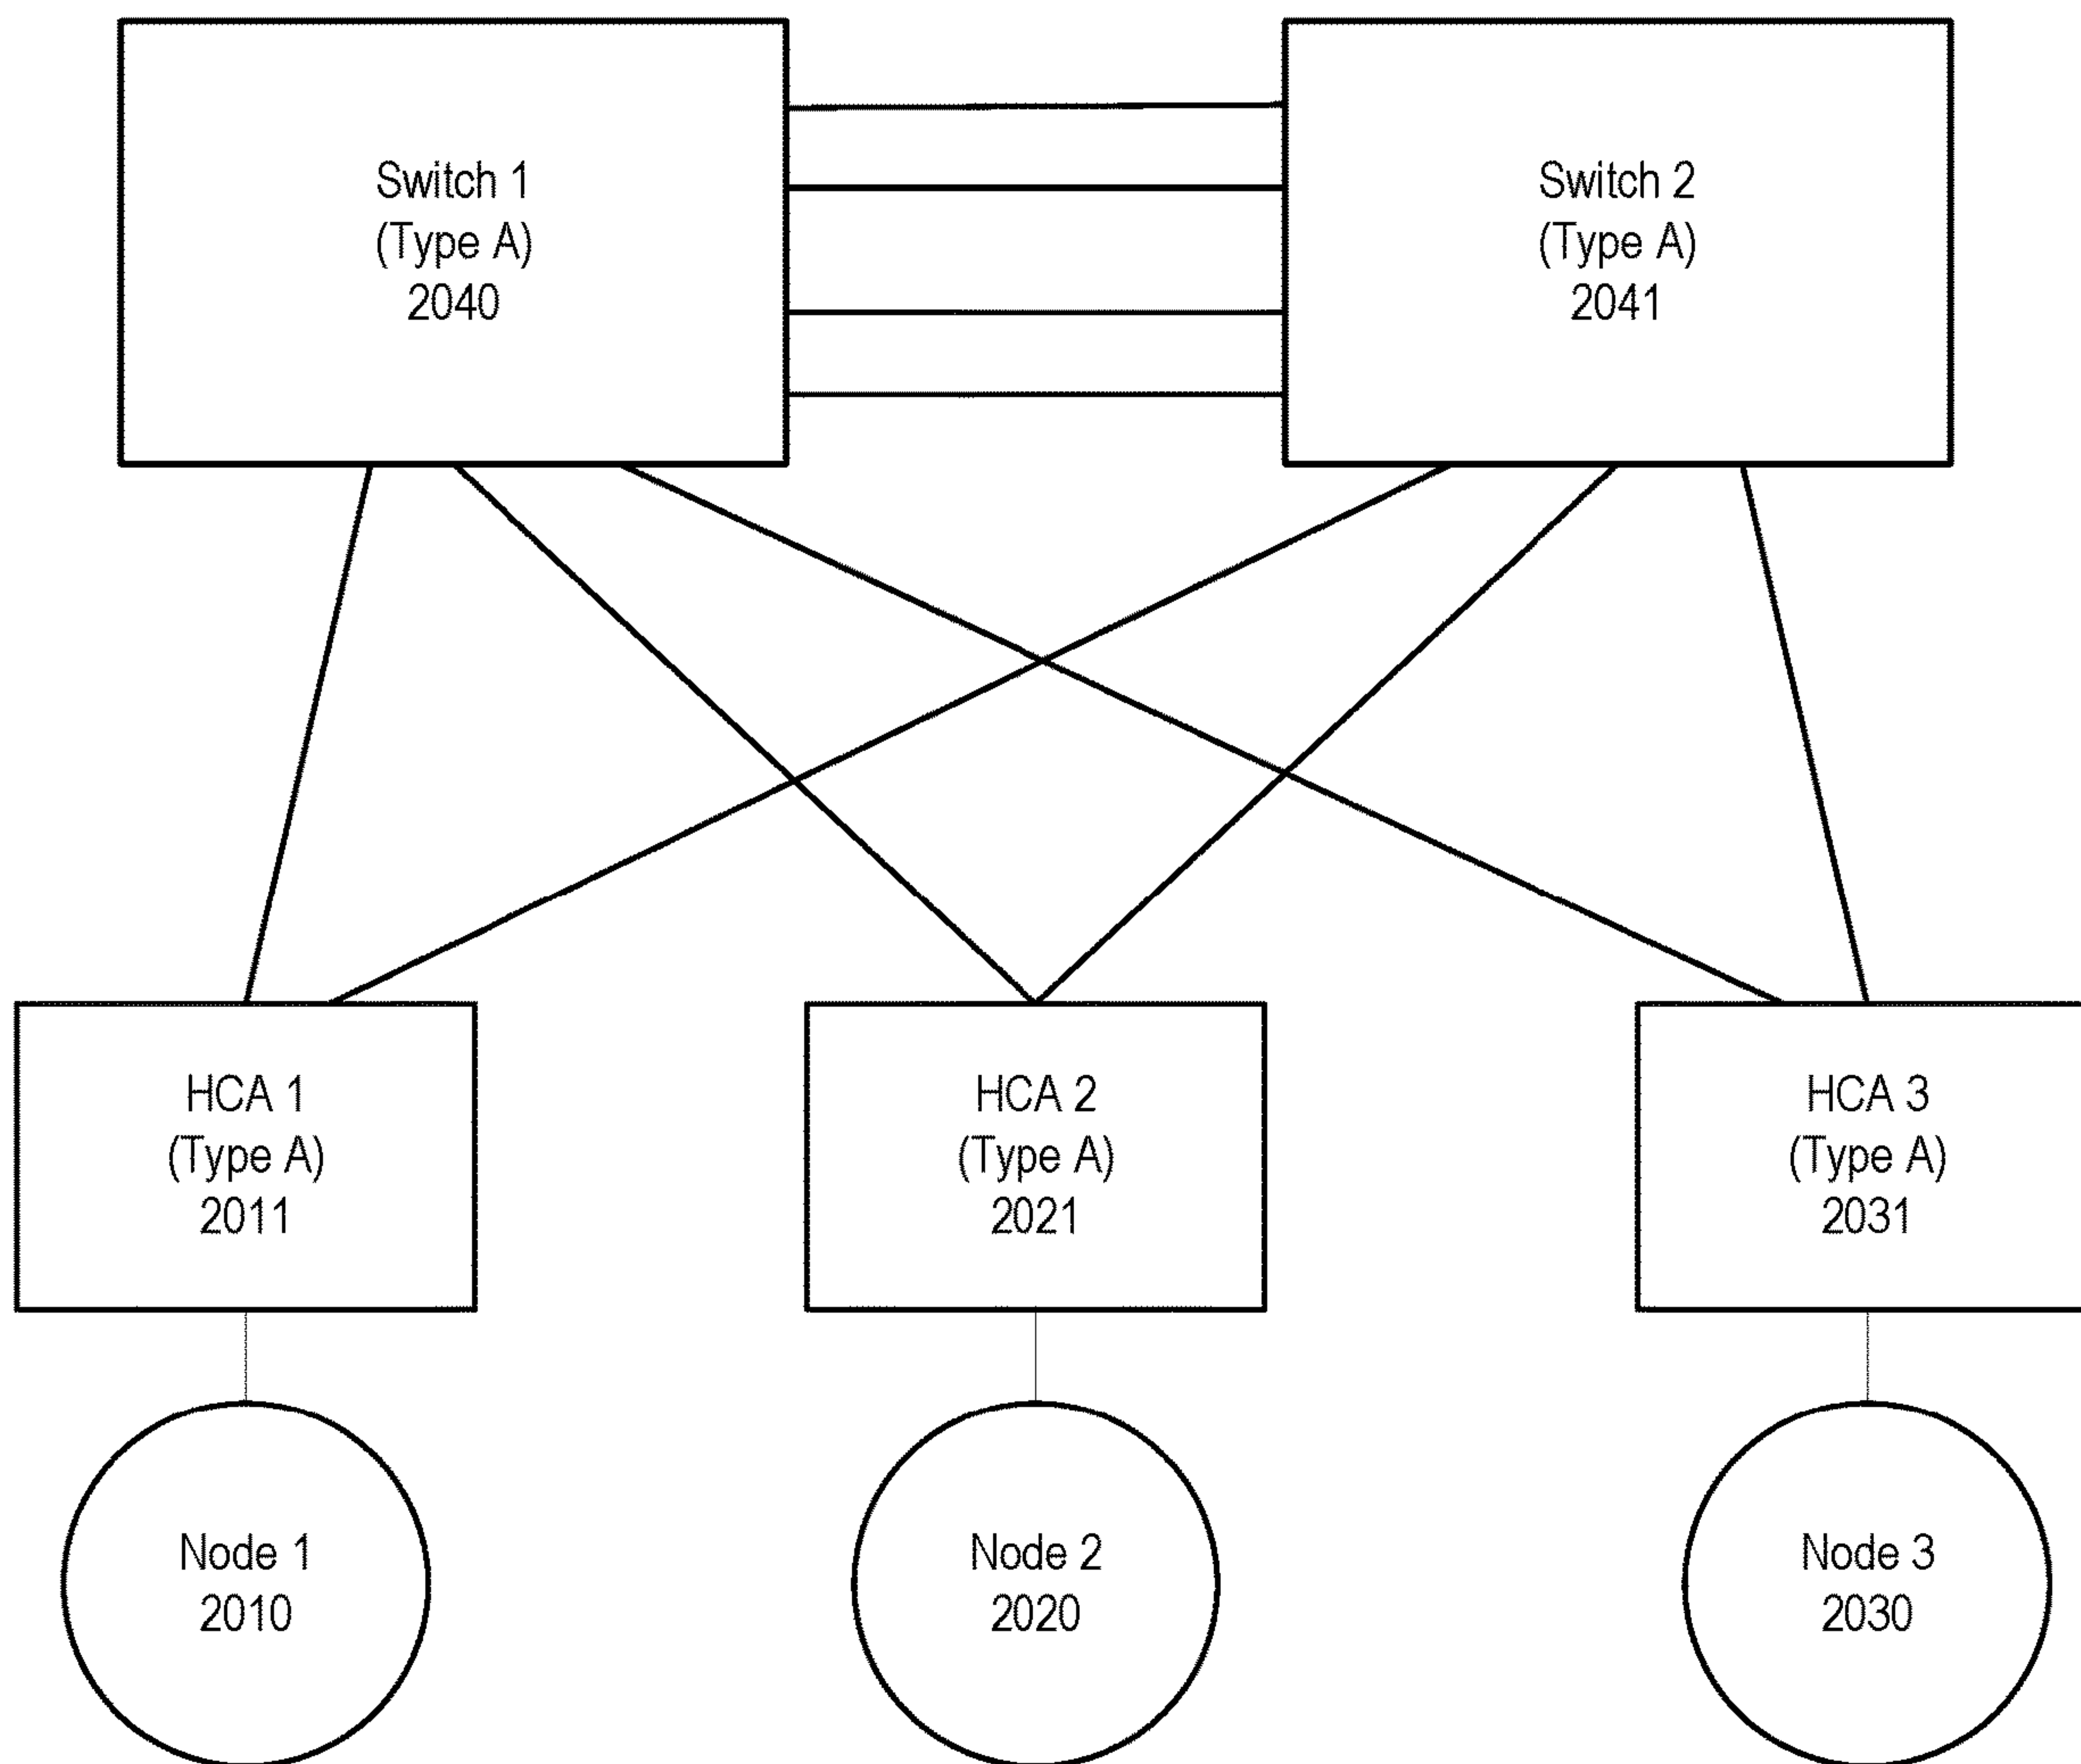 Switch 1
(Type A)
2040
Switch 2
(Type A)
2041
HCA 1
(Type A)
2011
HCA 2
(Type A)
2021
HCA 3
(Type A)
2031
Node 1
2010
Node 2
2020
Node 3
2030